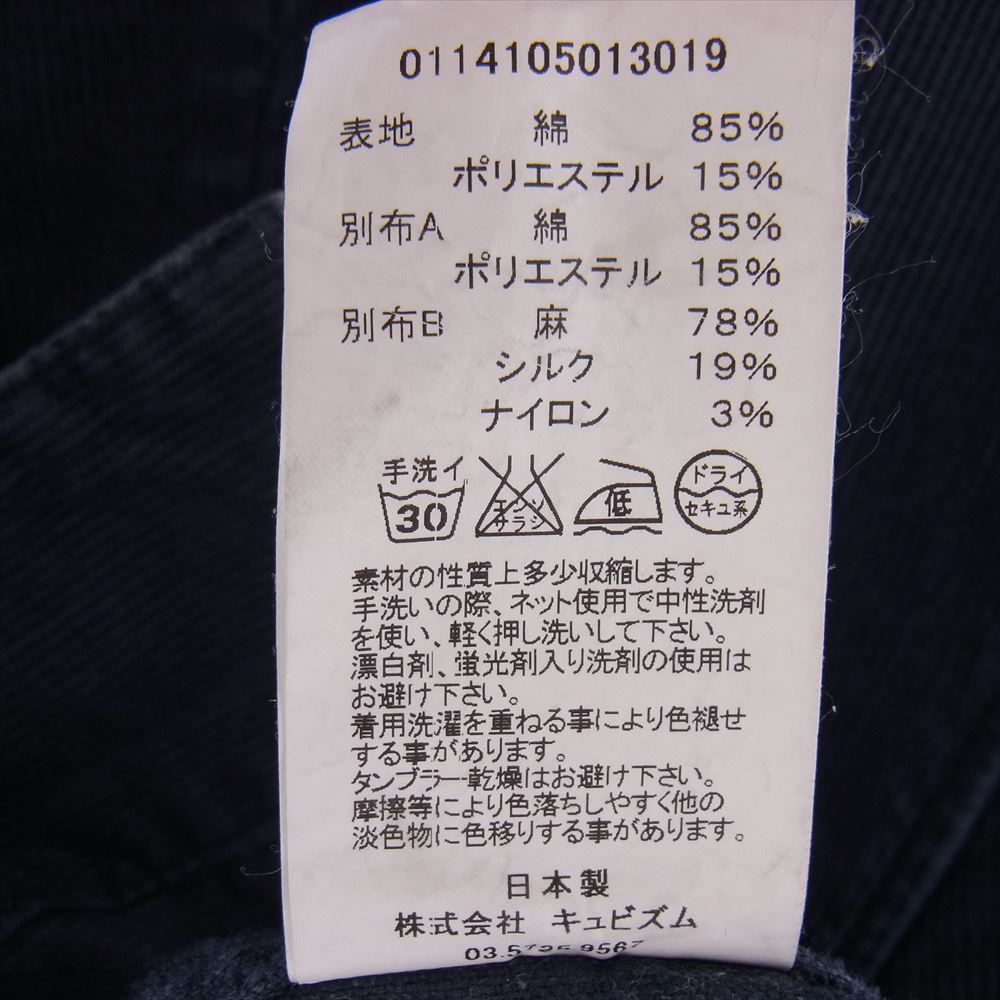 0114105013019
表地 綿 85%
ポリエステル 15%
別布A 綿 85%
ポリエステル 15%
別布B 麻 78%
シルク 19%
ナイロン 3%
手洗イ 30 エンソサラシ 低 ドライ セキユ系
素材の性質上多少収縮します。
手洗いの際、ネット使用で中性洗剤
を使い、軽く押し洗いして下さい。
漂白剤、蛍光剤入り洗剤の使用は
お避け下さい。
着用洗濯を重ねる事により色褪せ
する事があります。
タンブラー乾燥はお避け下さい。
摩擦等により色落ちしやすく他の
淡色物に色移りする事があります。
日本製
株式会社 キュビズム